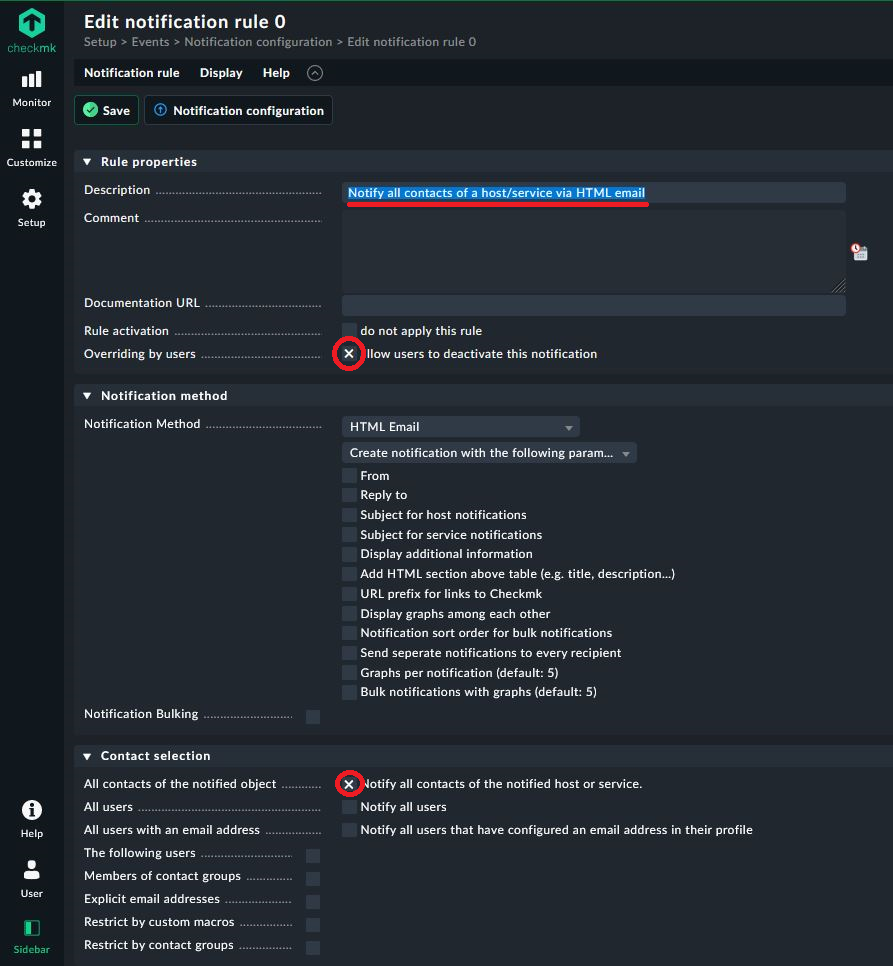 Edit notification rule 0
Setup > Events > Notification configuration > Edit notification rule 0
checkmk
Monitor
Customize
Setup
Notification rule Display Help
Save Notification configuration
Rule properties
Description Notify all contacts of a host/service via HTML email
Comment
Documentation URL
Rule activation do not apply this rule
Overriding by users llow users to deactivate this notification
Notification method
Notification Method HTML Email
Create notification with the following param...
From
Reply to
Subject for host notifications
Subject for service notifications
Display additional information
Add HTML section above table (e.g. title, description...)
URL prefix for links to Checkmk
Display graphs among each other
Notification sort order for bulk notifications
Send seperate notifications to every recipient
Graphs per notification (default: 5)
Bulk notifications with graphs (default: 5)
Notification Bulking
Contact selection
All contacts of the notified object Notify all contacts of the notified host or service.
All users Notify all users
All users with an email address Notify all users that have configured an email address in their profile
The following users
Members of contact groups
Explicit email addresses
Restrict by custom macros
Restrict by contact groups
Help
User
Sidebar